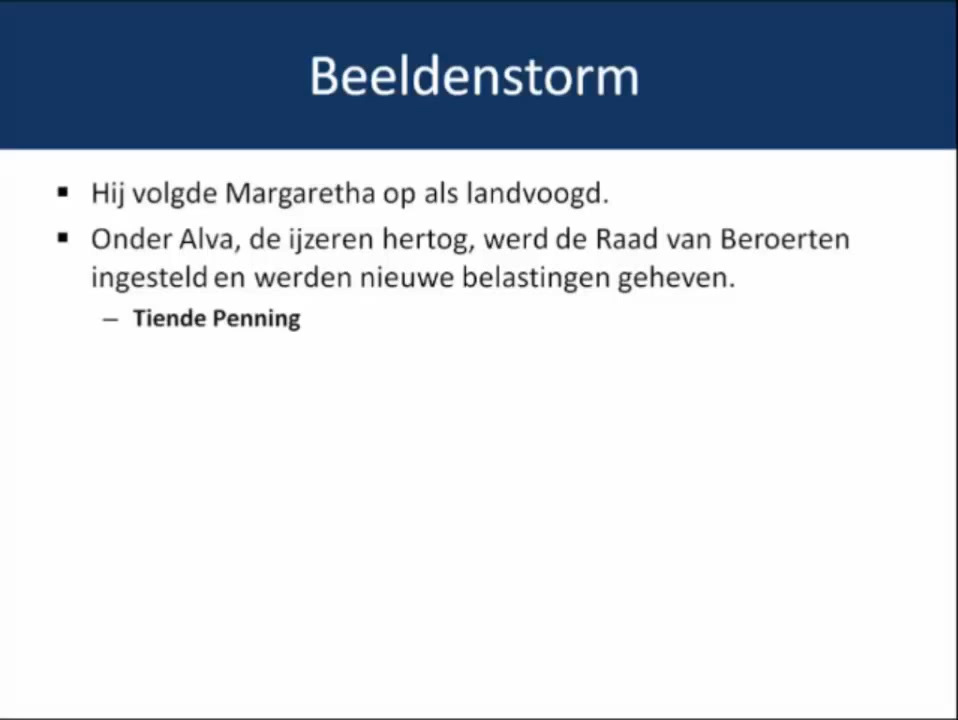 Beeldenstorm
▪ Hij volgde Margaretha op als landvoogd.
▪ Onder Alva, de ijzeren hertog, werd de Raad van Beroerten
ingesteld en werden nieuwe belastingen geheven.
– Tiende Penning